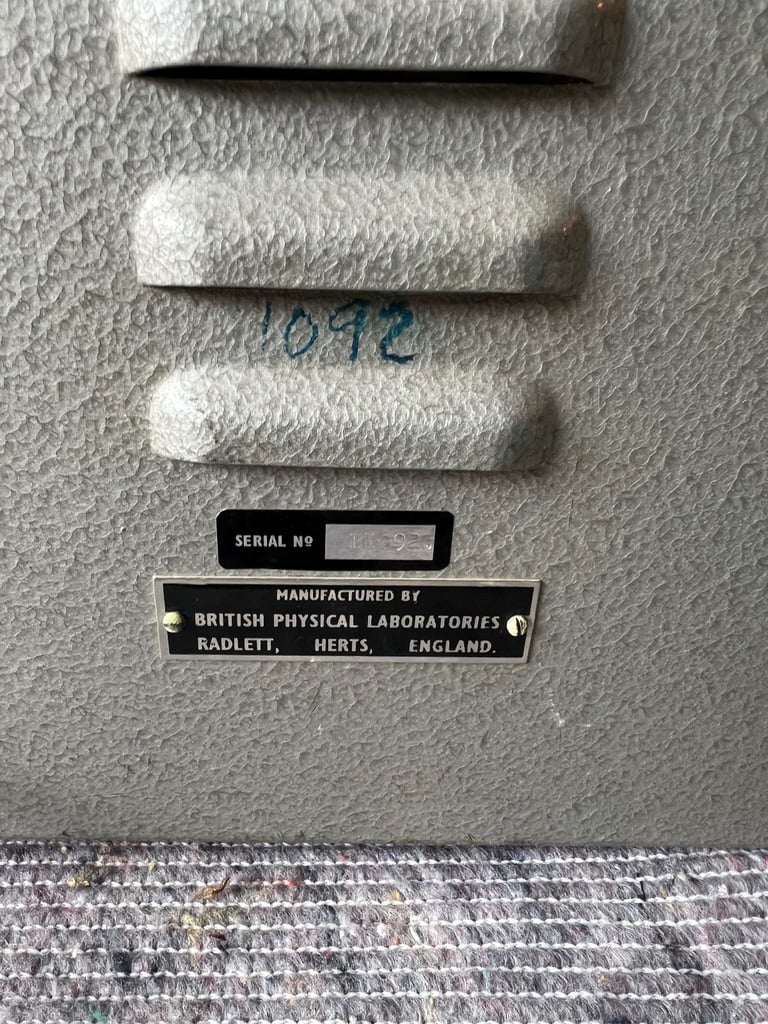 1092
SERIAL Nº
MANUFACTURED BY
BRITISH PHYSICAL LABORATORIES
RADLETT, HERTS, ENGLAND.